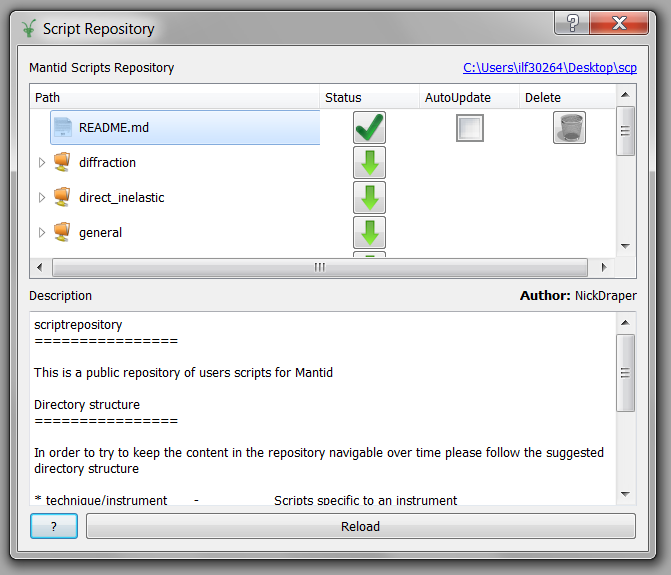 Script Repository
Mantid Scripts Repository C:\Users\ilf30264\Desktop\scp
Path Status AutoUpdate Delete
README.md
diffraction
direct_inelastic
general
Description Author: NickDraper
scriptrepository
================
This is a public repository of users scripts for Mantid
Directory structure
================
In order to try to keep the content in the repository navigable over time please follow the suggested
directory structure
* technique/instrument - Scripts specific to an instrument
? Reload